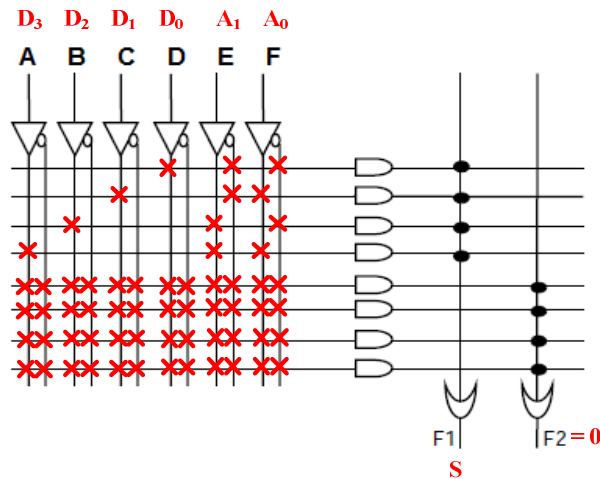 D₃ D₂ D₁ D₀ A₁ A₀
A B C D E F
F1 F2 = 0
S